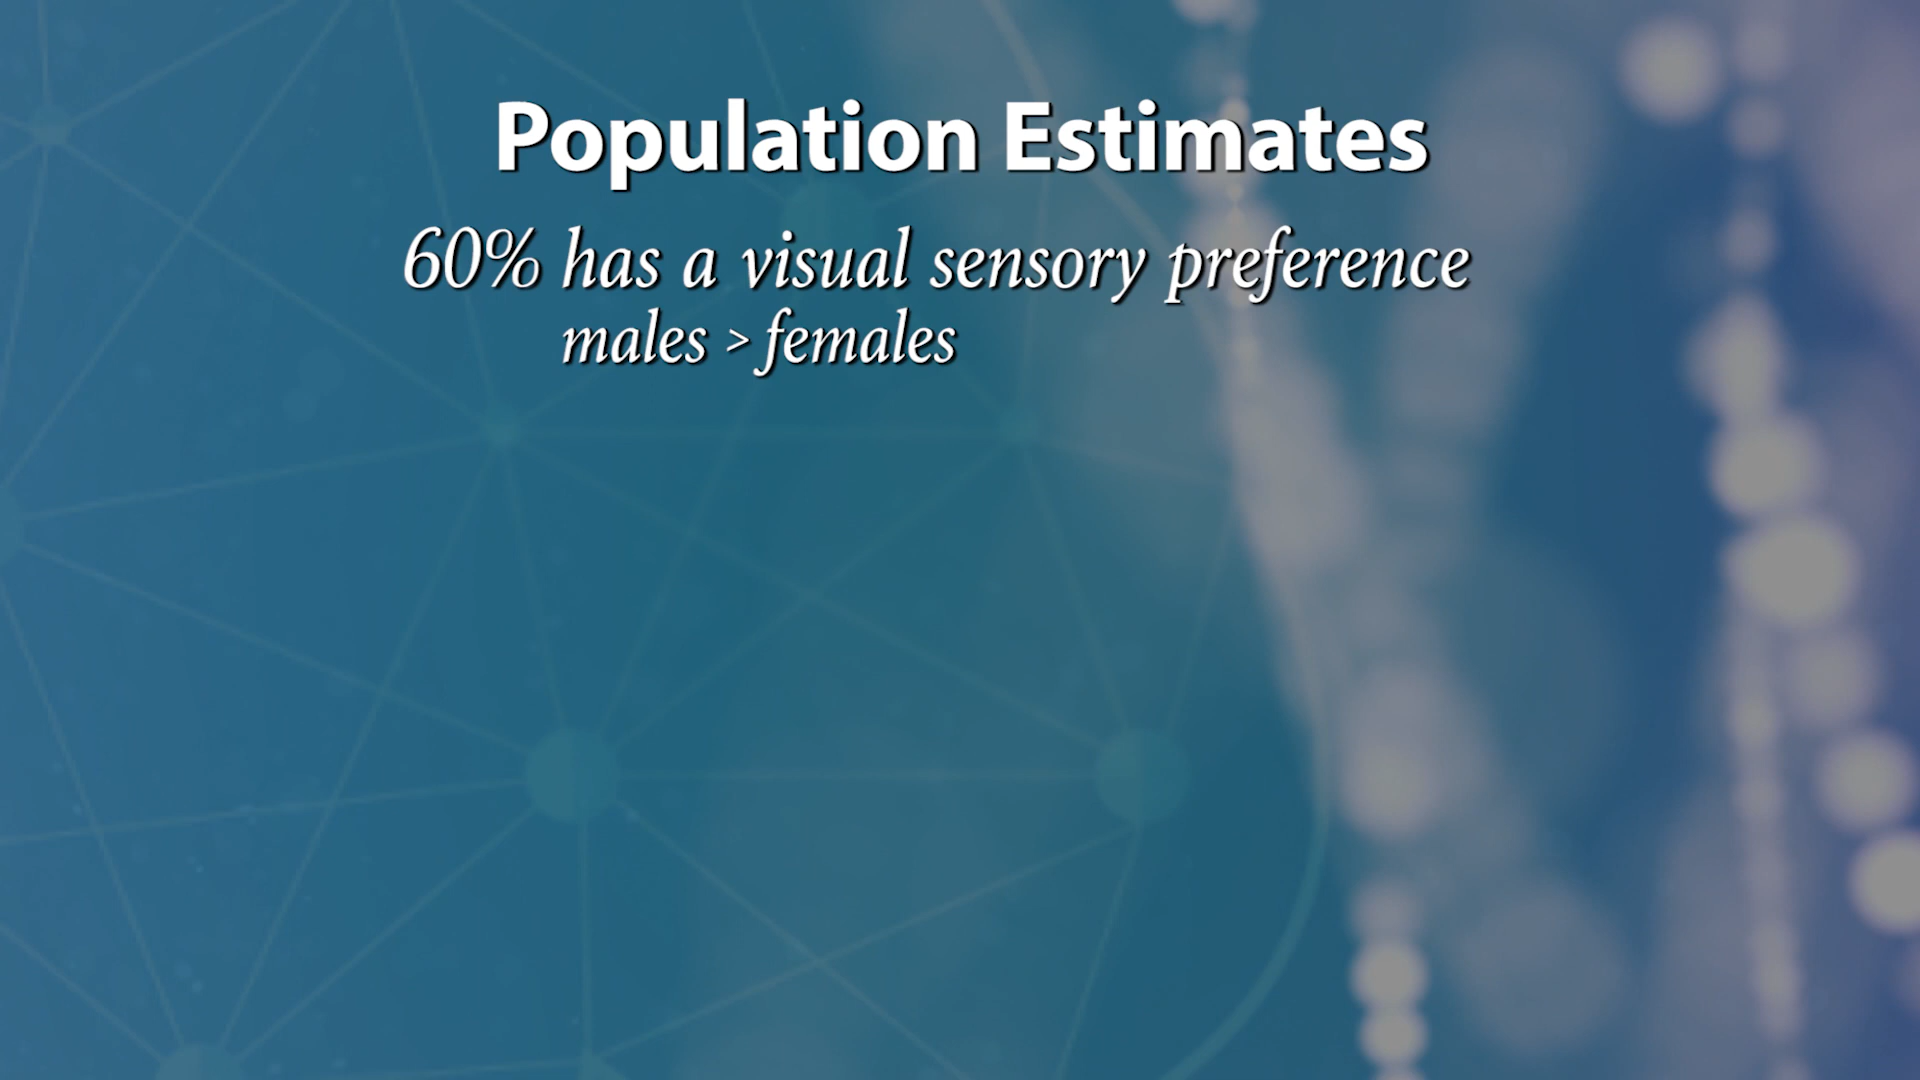 Population Estimates
60% has a visual sensory preference
males > females